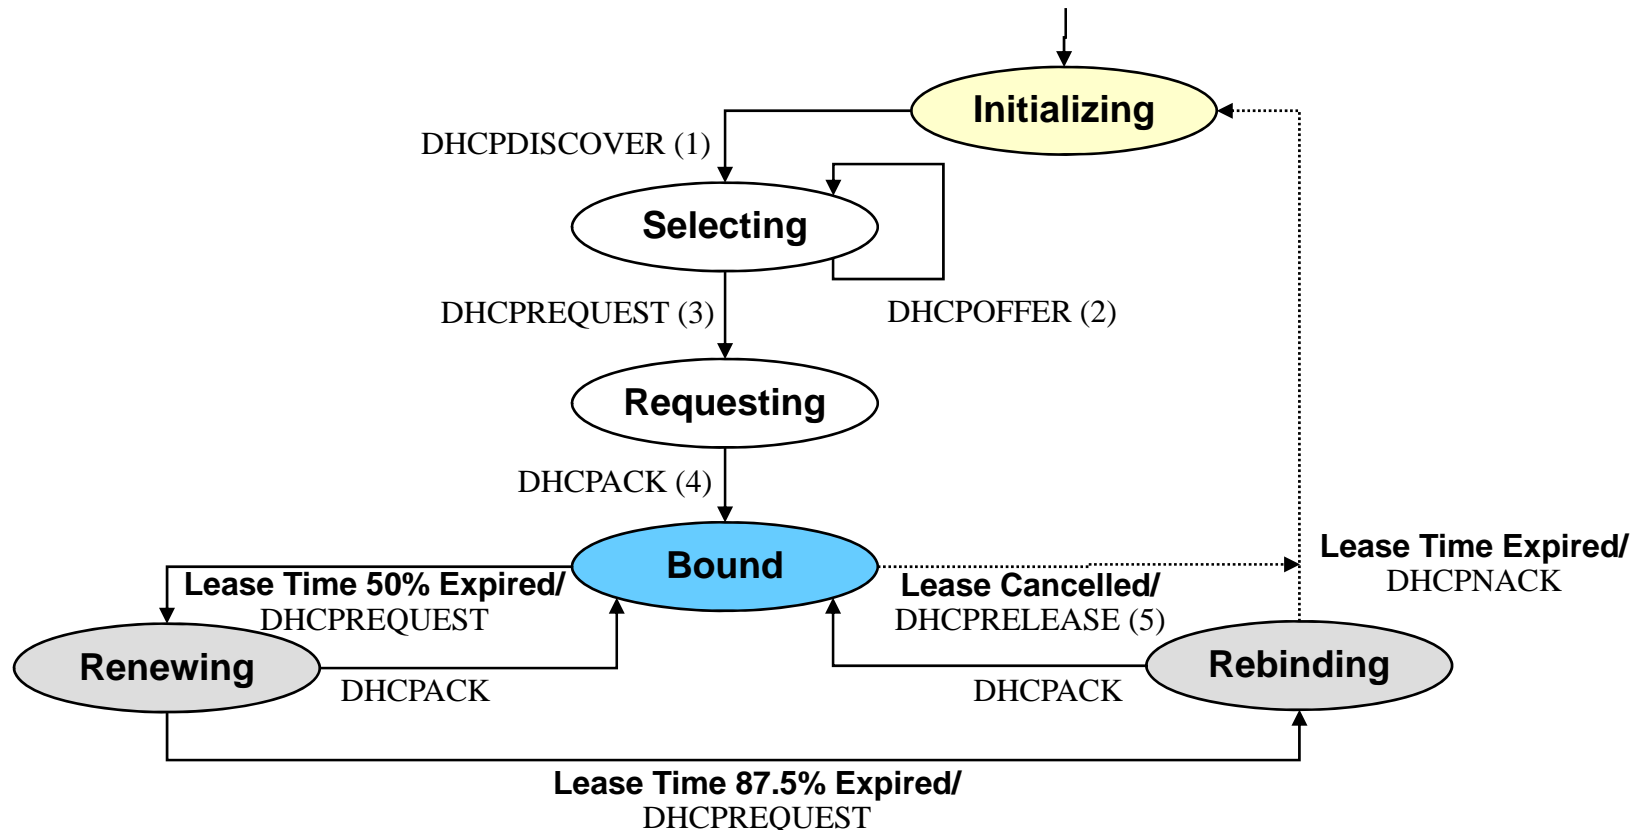 Initializing
DHCPDISCOVER (1)
Selecting
DHCPREQUEST (3)
DHCPOFFER (2)
Requesting
DHCPACK (4)
Bound
Lease Time Expired/
DHCPNACK
Lease Time 50% Expired/
DHCPREQUEST
Lease Cancelled/
DHCPRELEASE (5)
Renewing
DHCPACK
DHCPACK
Rebinding
Lease Time 87.5% Expired/
DHCPREQUEST